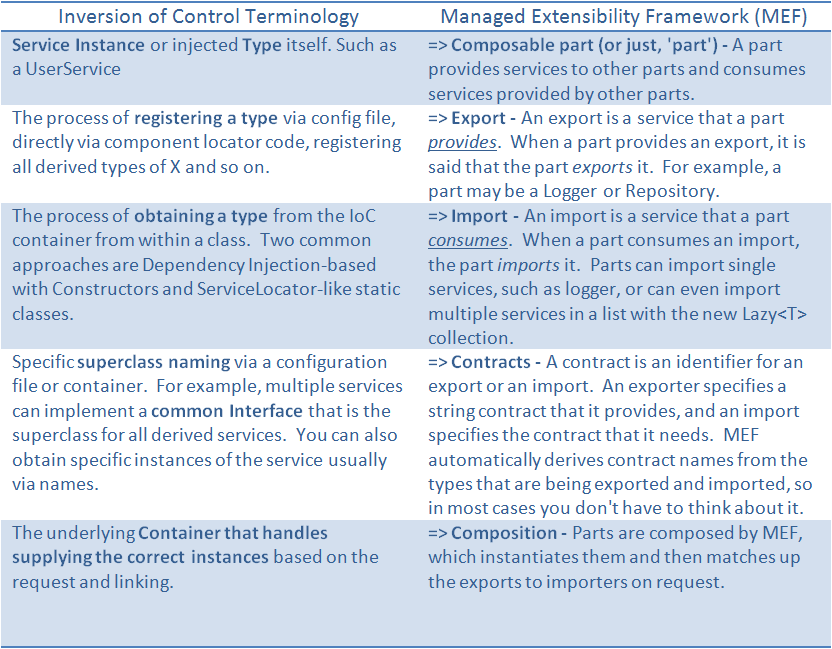 Inversion of Control Terminology
Managed Extensibility Framework (MEF)
Service Instance or injected Type itself. Such as
a UserService
=> Composable part (or just, 'part') - A part
provides services to other parts and consumes
services provided by other parts.
The process of registering a type via config file,
directly via component locator code, registering
all derived types of X and so on.
=> Export - An export is a service that a part
provides. When a part provides an export, it is
said that the part exports it. For example, a
part may be a Logger or Repository.
The process of obtaining a type from the IoC
container from within a class. Two common
approaches are Dependency Injection-based
with Constructors and ServiceLocator-like static
classes.
=> Import - An import is a service that a part
consumes. When a part consumes an import,
the part imports it. Parts can import single
services, such as logger, or can even import
multiple services in a list with the new Lazy<T>
collection.
Specific superclass naming via a configuration
file or container. For example, multiple services
can implement a common Interface that is the
superclass for all derived services. You can also
obtain specific instances of the service usually
via names.
=> Contracts - A contract is an identifier for an
export or an import. An exporter specifies a
string contract that it provides, and an import
specifies the contract that it needs. MEF
automatically derives contract names from the
types that are being exported and imported, so
in most cases you don't have to think about it.
The underlying Container that handles
supplying the correct instances based on the
request and linking.
=> Composition - Parts are composed by MEF,
which instantiates them and then matches up
the exports to importers on request.